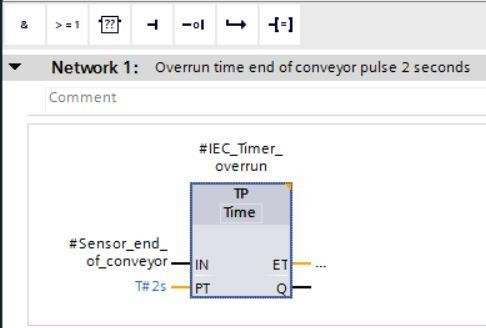 & >=1 ??
Network 1: Overrun time end of conveyor pulse 2 seconds
Comment
#IEC_Timer_
overrun
TP
Time
#Sensor_end_
of_conveyor
IN ET ...
T#2s PT Q